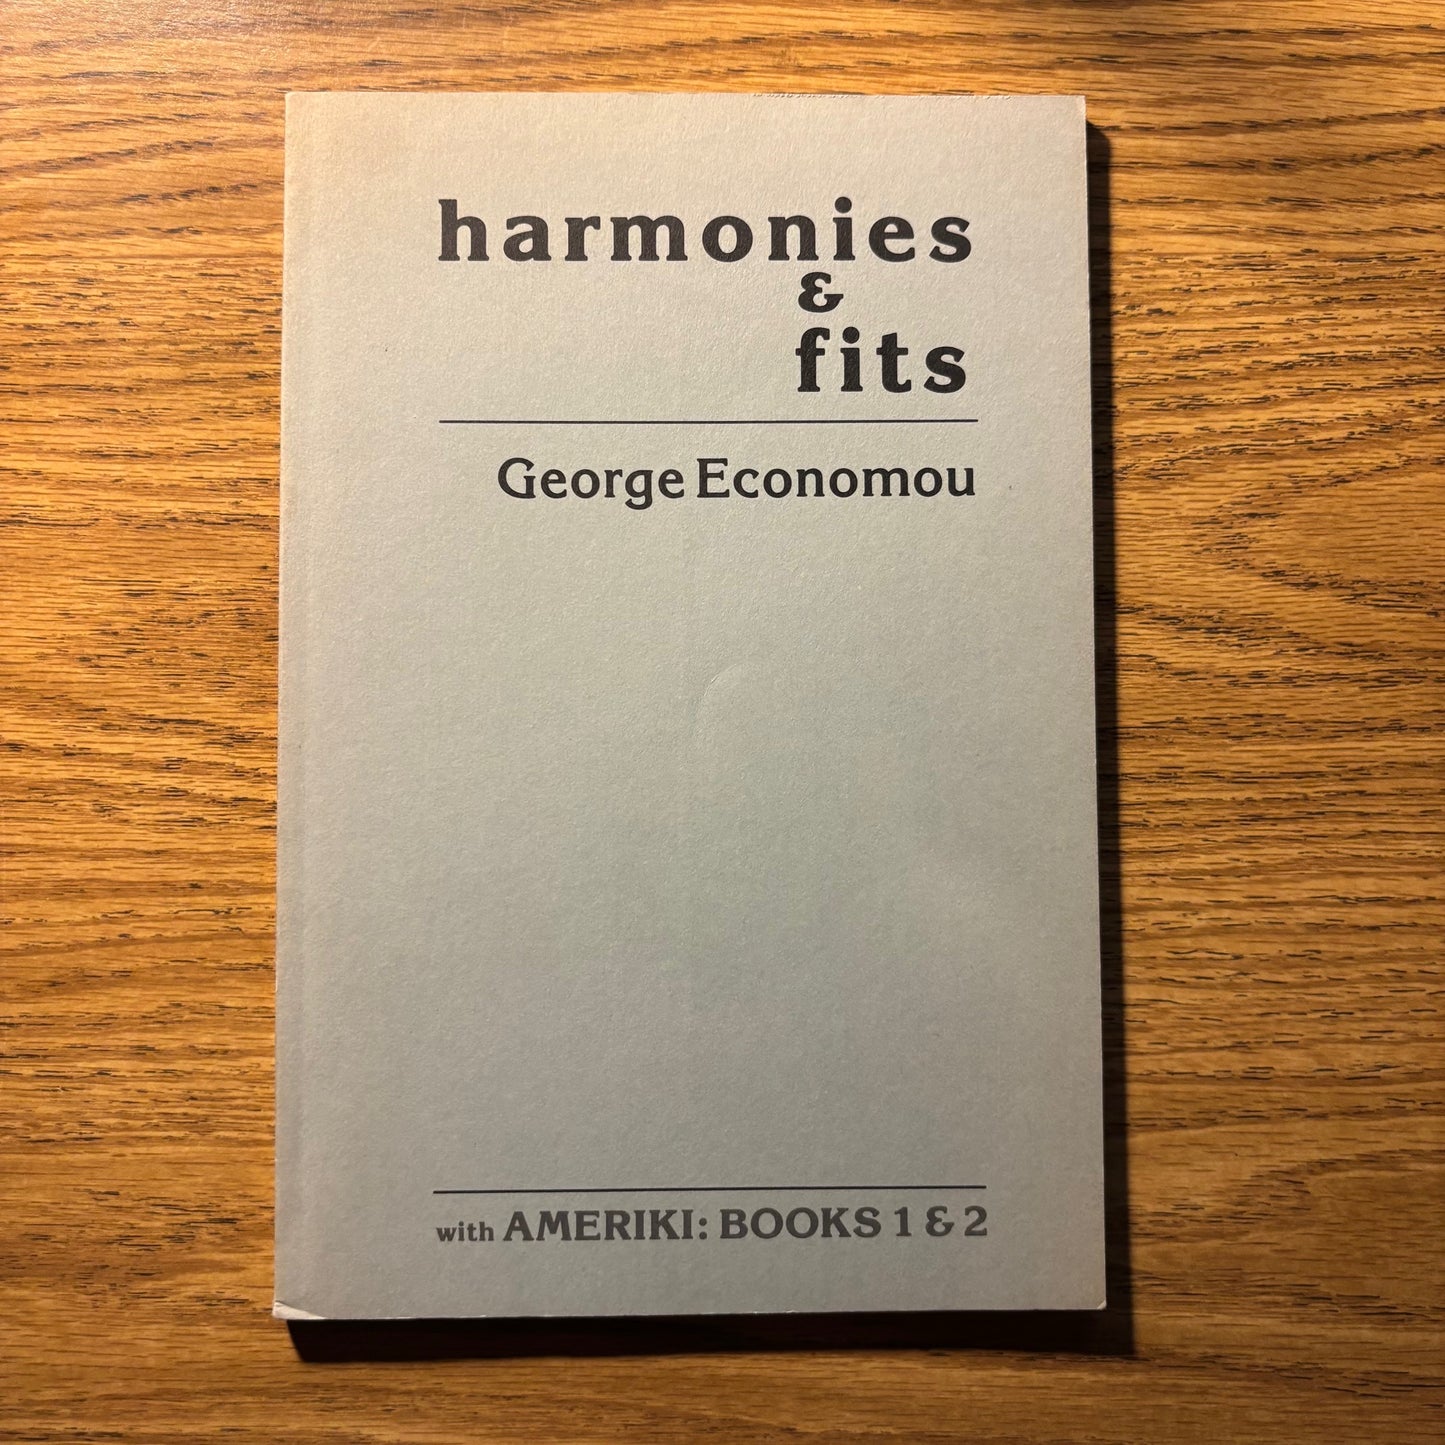 harmonies
&
fits
George Economou
with AMERIKI: BOOKS 1 & 2